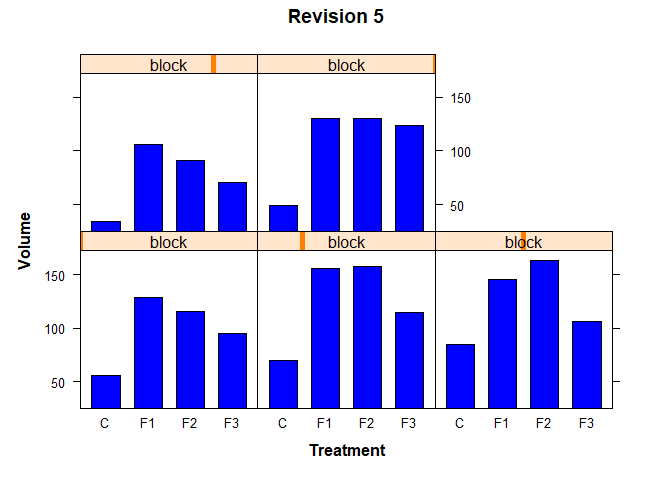 Revision 5
block block
150
100
50
Volume
block block block
150
100
50
C F1 F2 F3 C F1 F2 F3 C F1 F2 F3
Treatment